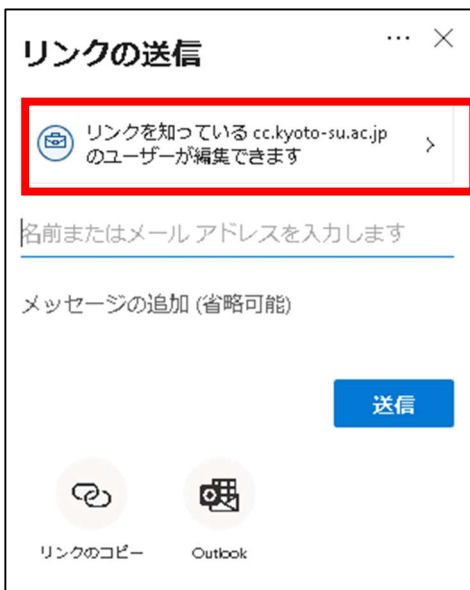 リンクの送信
リンクを知っている cc.kyoto-su.ac.jp
のユーザーが編集できます
名前またはメール アドレスを入力します
メッセージの追加 (省略可能)
送信
リンクのコピー
Outlook